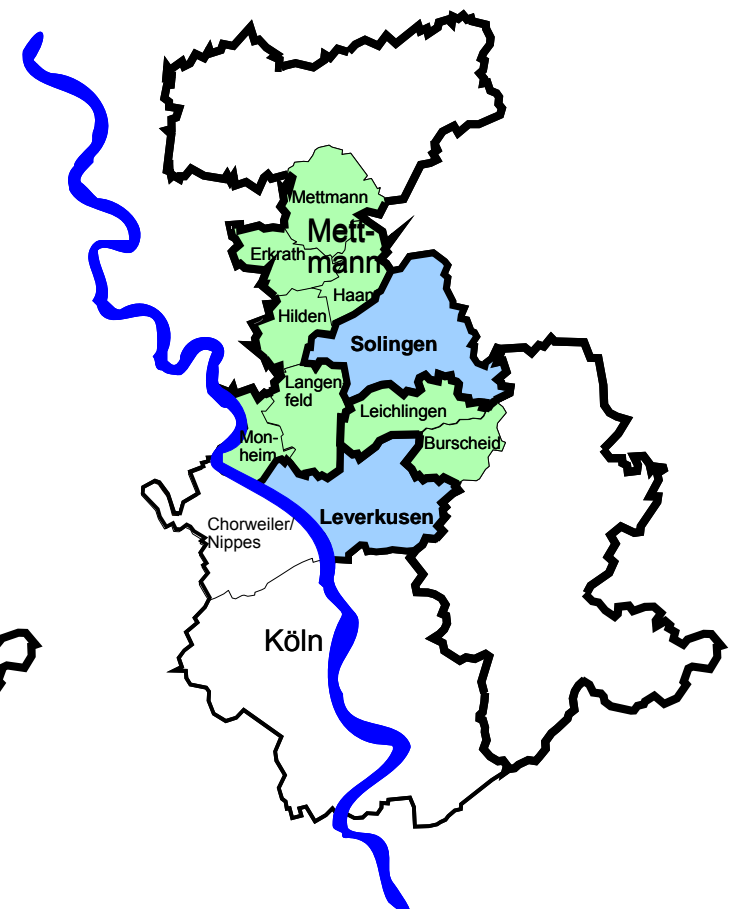 Mettmann
Mett-
mann
Erkrath
Haan
Hilden
Solingen
Langen
feld
Leichlingen
Mon-
heim
Burscheid
Leverkusen
Chorweiler/
Nippes
Köln